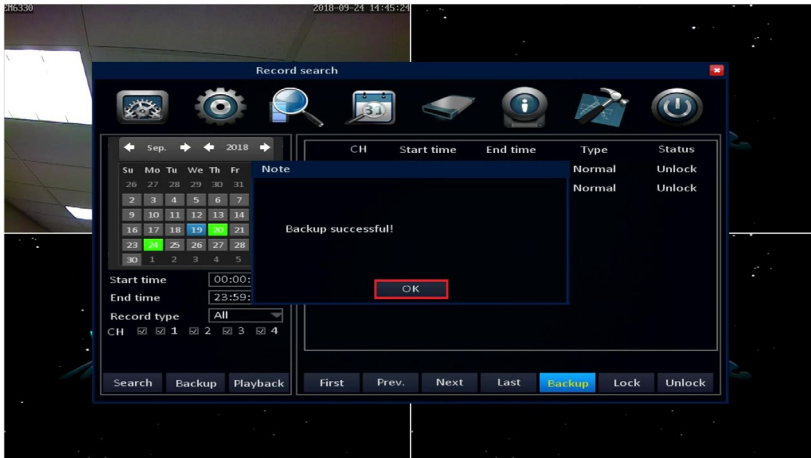 EM6330
2018-09-24 14:45:24
Record search
31
Sep. 2018
CH Start time End time Type Status
Su Mo Tu We Th Fr
Note
Normal Unlock
26 27 28 29 30 31
Normal Unlock
2 3 4 5 6 7
9 10 11 12 13 14
16 17 18 19 20 21
Backup successful!
23 24 25 26 27 28
30 1 2 3 4 5
Start time 00:00:
OK
End time 23:59:
Record type All
CH 1 2 3 4
Search Backup Playback First Prev. Next Last Backup Lock Unlock